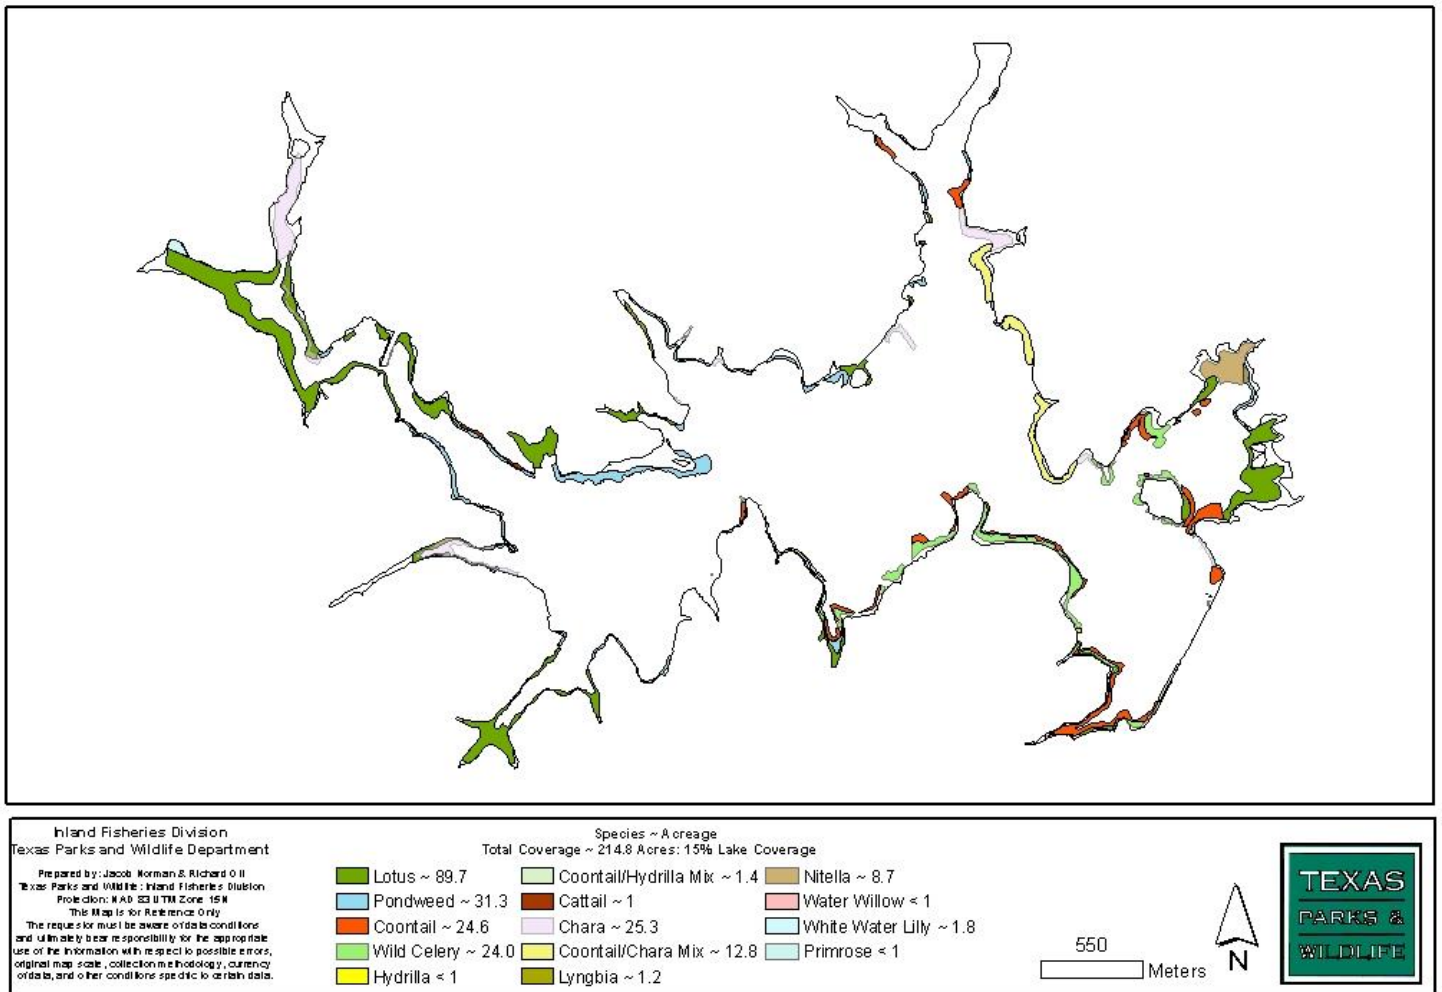 Inland Fisheries Division
Texas Parks and Wildlife Department
Prepared by: Jacob Norman & Richard Ott
Texas Parks and Wildlife: Inland Fisheries Division
Projection: NAD 83 UTM Zone 15N
This Map is for Reference Only
The requestor must be aware of data conditions
and ultimately bear responsibility for the appropriate
use of the information with respect to possible errors,
original map scale, collection methodology, currency
of data, and other conditions specific to certain data.
Species ~ Acreage
Total Coverage ~ 214.8 Acres: 15% Lake Coverage
Lotus ~ 89.7
Pondweed ~ 31.3
Coontail ~ 24.6
Wild Celery ~ 24.0
Hydrilla < 1
Coontail/Hydrilla Mix ~ 1.4
Cattail ~ 1
Chara ~ 25.3
Coontail/Chara Mix ~ 12.8
Lyngbia ~ 1.2
Nitella ~ 8.7
Water Willow < 1
White Water Lilly ~ 1.8
Primrose < 1
550
Meters
N
TEXAS
PARKS &
WILDLIFE